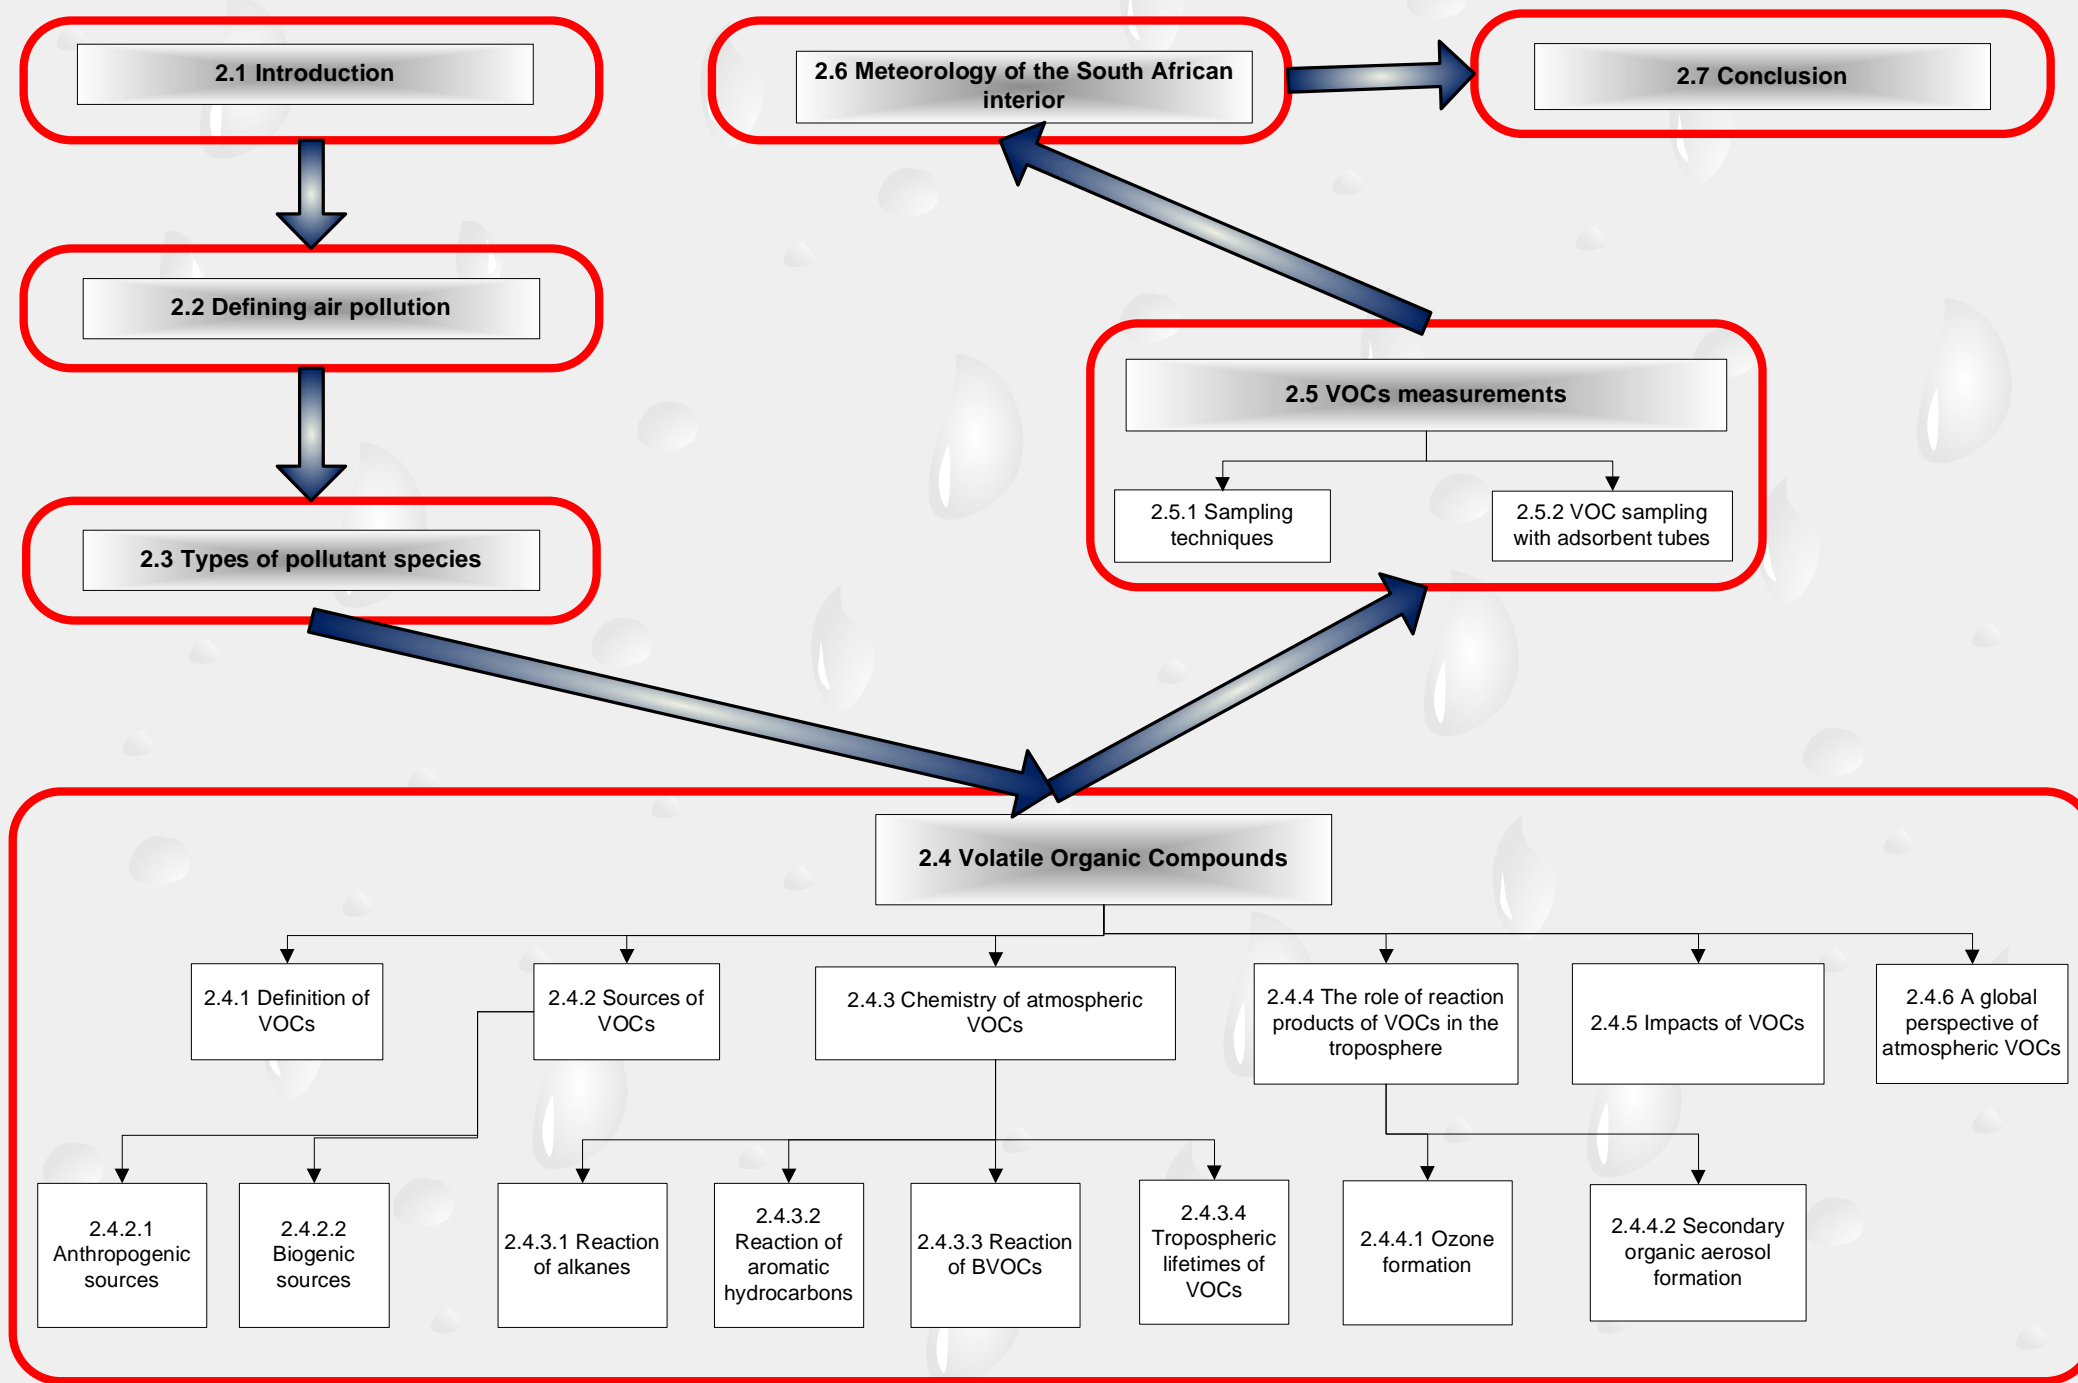 2.1 Introduction
2.2 Defining air pollution
2.3 Types of pollutant species
2.6 Meteorology of the South African
interior
2.7 Conclusion
2.5 VOCs measurements
2.5.1 Sampling
techniques
2.5.2 VOC sampling
with adsorbent tubes
2.4 Volatile Organic Compounds
2.4.1 Definition of
VOCs
2.4.2 Sources of
VOCs
2.4.3 Chemistry of atmospheric
VOCs
2.4.4 The role of reaction
products of VOCs in the
troposphere
2.4.5 Impacts of VOCs
2.4.6 A global
perspective of
atmospheric VOCs
2.4.2.1
Anthropogenic
sources
2.4.2.2
Biogenic
sources
2.4.3.1 Reaction
of alkanes
2.4.3.2
Reaction of
aromatic
hydrocarbons
2.4.3.3 Reaction
of BVOCs
2.4.3.4
Tropospheric
lifetimes of
VOCs
2.4.4.1 Ozone
formation
2.4.4.2 Secondary
organic aerosol
formation